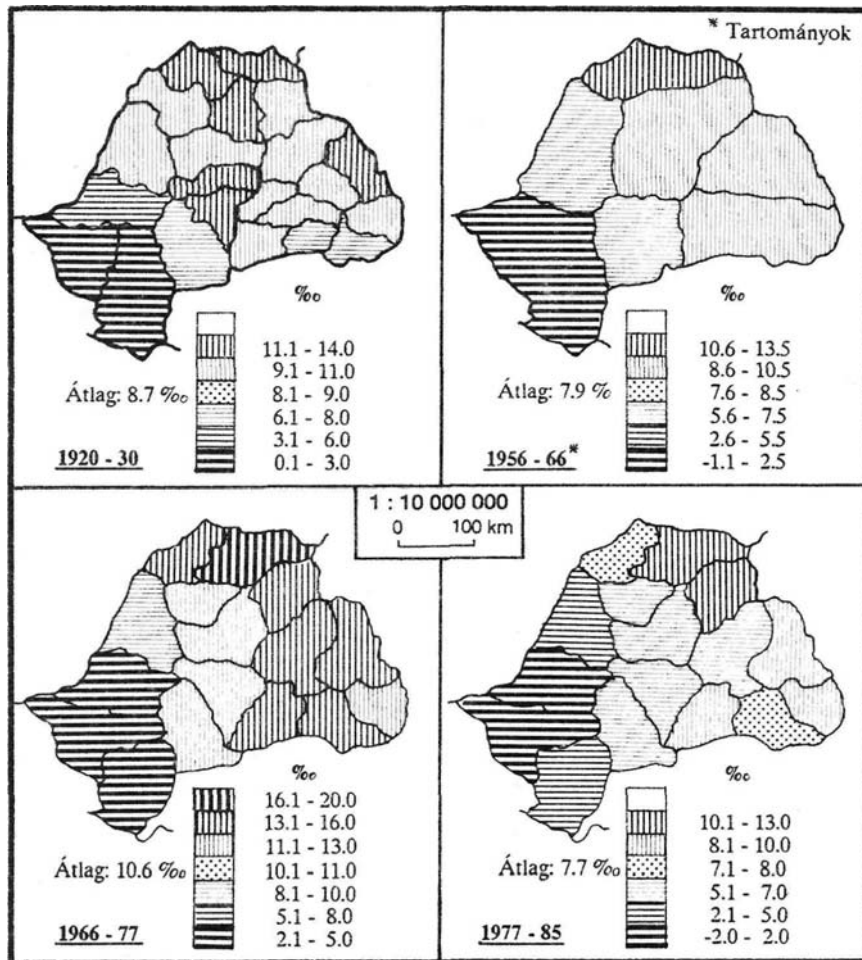 * Tartományok
‰
11.1 - 14.0
9.1 - 11.0
Átlag: 8.7 ‰
8.1 - 9.0
6.1 - 8.0
3.1 - 6.0
1920 - 30
0.1 - 3.0
‰
10.6 - 13.5
8.6 - 10.5
Átlag: 7.9 %
7.6 - 8.5
5.6 - 7.5
2.6 - 5.5
1956 - 66*
-1.1 - 2.5
1 : 10 000 000
0 100 km
‰
16.1 - 20.0
13.1 - 16.0
11.1 - 13.0
Átlag: 10.6 ‰
10.1 - 11.0
8.1 - 10.0
5.1 - 8.0
1966 - 77
2.1 - 5.0
‰
10.1 - 13.0
8.1 - 10.0
Átlag: 7.7 ‰
7.1 - 8.0
5.1 - 7.0
2.1 - 5.0
1977 - 85
-2.0 - 2.0